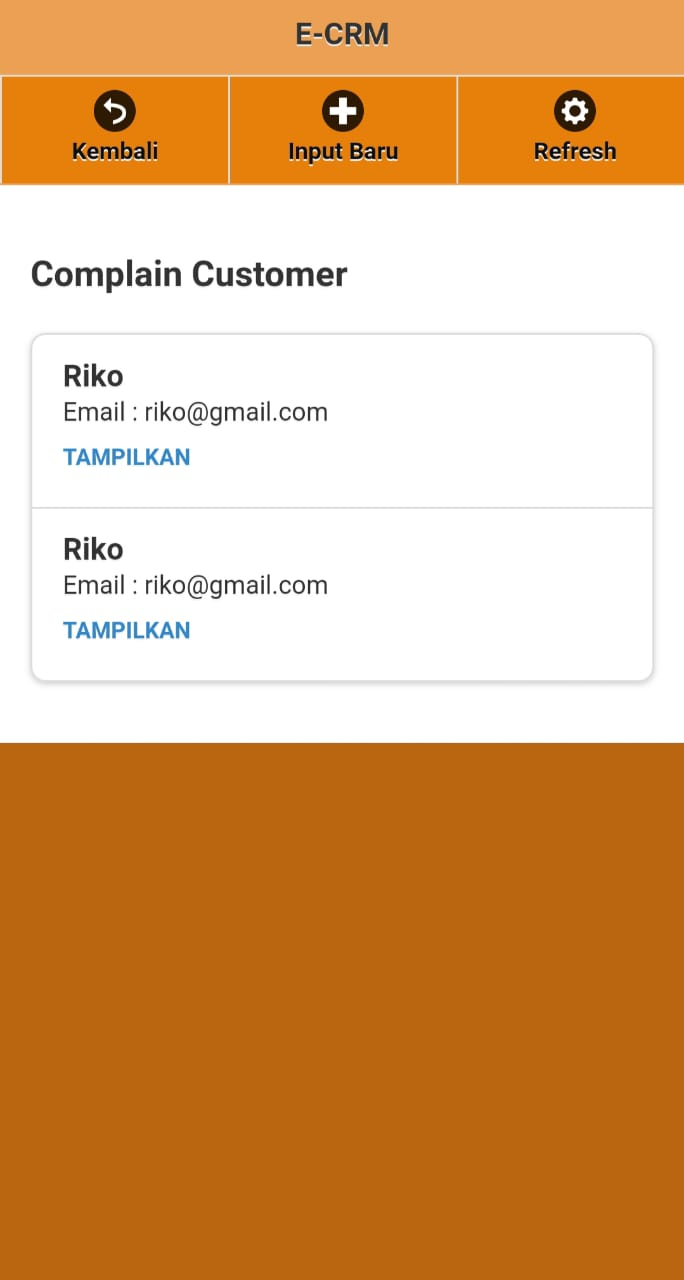 E-CRM
Kembali
Input Baru
Refresh
Complain Customer
Riko
Email : riko@gmail.com
TAMPILKAN
Riko
Email : riko@gmail.com
TAMPILKAN